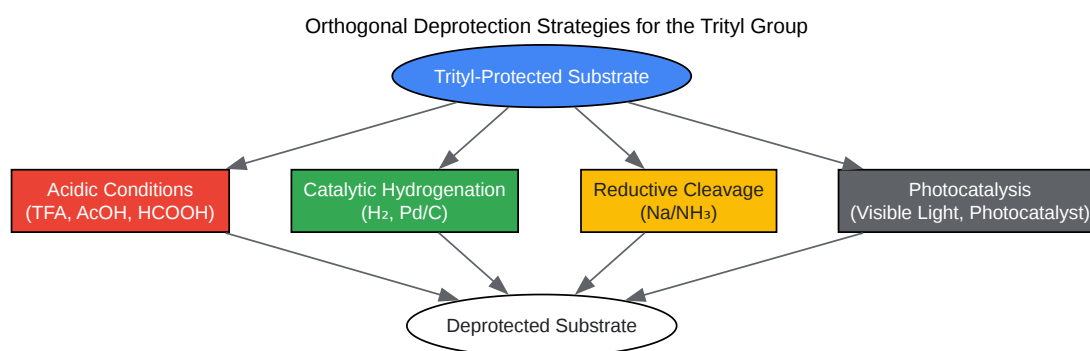 Orthogonal Deprotection Strategies for the Trityl Group
Trityl-Protected Substrate
Acidic Conditions
(TFA, AcOH, HCOOH)
Catalytic Hydrogenation
(H₂, Pd/C)
Reductive Cleavage
(Na/NH₃)
Photocatalysis
(Visible Light, Photocatalyst)
Deprotected Substrate